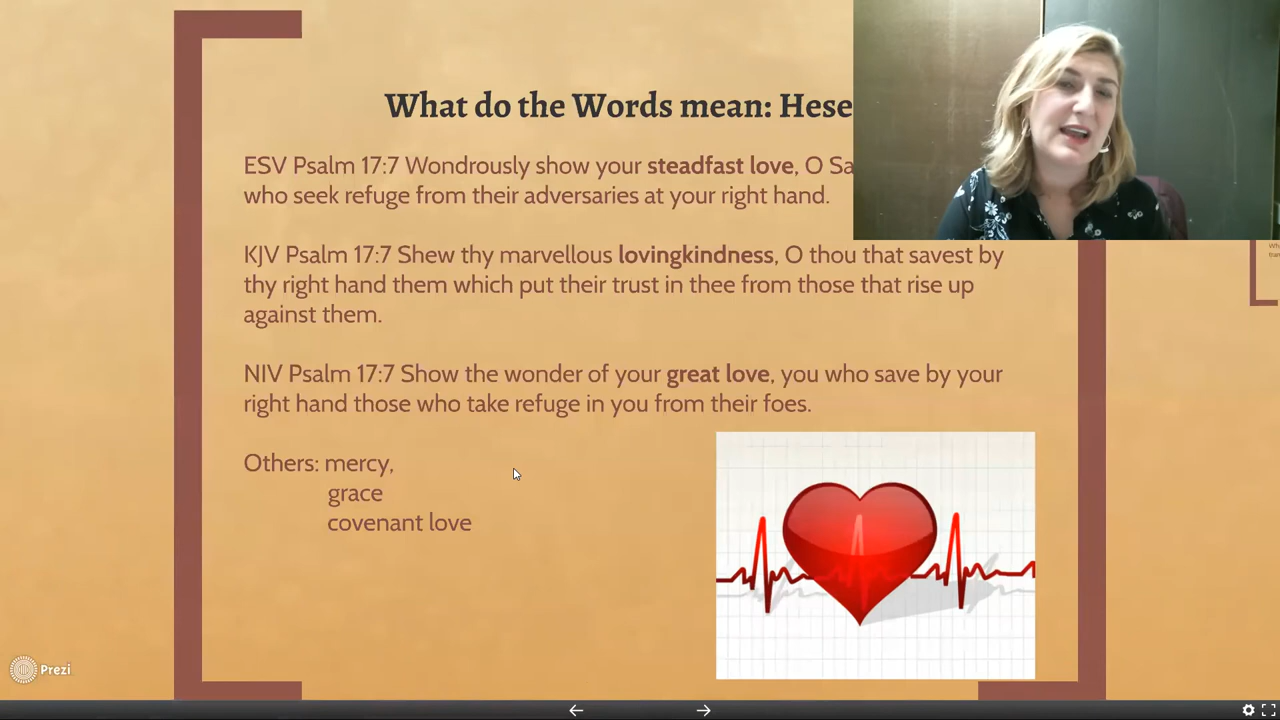 What do the Words mean: Hese
ESV Psalm 17:7 Wondrously show your steadfast love, O Sa
who seek refuge from their adversaries at your right hand.
KJV Psalm 17:7 Shew thy marvellous lovingkindness, O thou that savest by
thy right hand them which put their trust in thee from those that rise up
against them.
NIV Psalm 17:7 Show the wonder of your great love, you who save by your
right hand those who take refuge in you from their foes.
Others: mercy,
grace
covenant love
Prezi